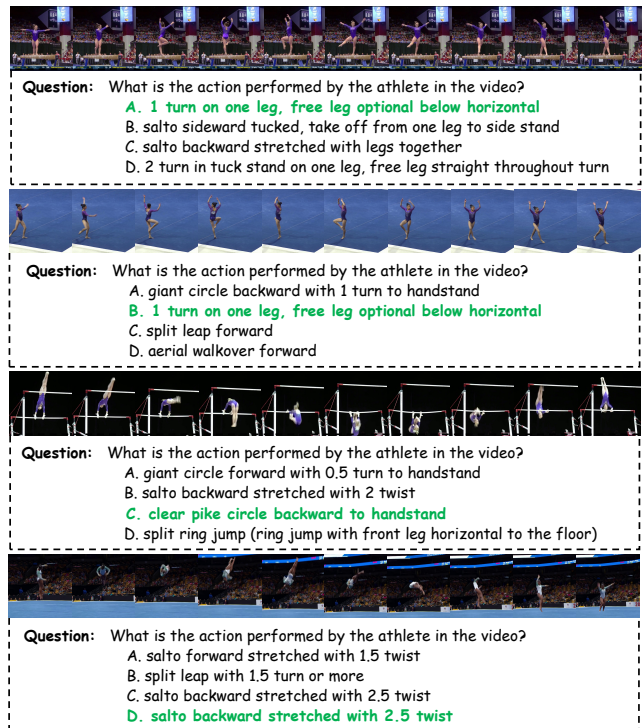 Question: What is the action performed by the athlete in the video?
A. 1 turn on one leg, free leg optional below horizontal
B. salto sideward tucked, take off from one leg to side stand
C. salto backward stretched with legs together
D. 2 turn in tuck stand on one leg, free leg straight throughout turn
Question: What is the action performed by the athlete in the video?
A. giant circle backward with 1 turn to handstand
B. 1 turn on one leg, free leg optional below horizontal
C. split leap forward
D. aerial walkover forward
Question: What is the action performed by the athlete in the video?
A. giant circle forward with 0.5 turn to handstand
B. salto backward stretched with 2 twist
C. clear pike circle backward to handstand
D. split ring jump (ring jump with front leg horizontal to the floor)
Question: What is the action performed by the athlete in the video?
A. salto forward stretched with 1.5 twist
B. split leap with 1.5 turn or more
C. salto backward stretched with 2.5 twist
D. salto backward stretched with 2.5 twist